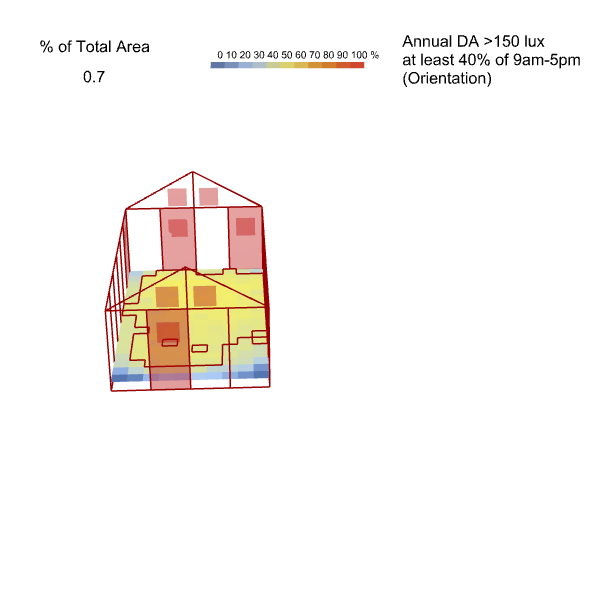 % of Total Area
0.7
0 10 20 30 40 50 60 70 80 90 100 %
Annual DA >150 lux
at least 40% of 9am-5pm
(Orientation)